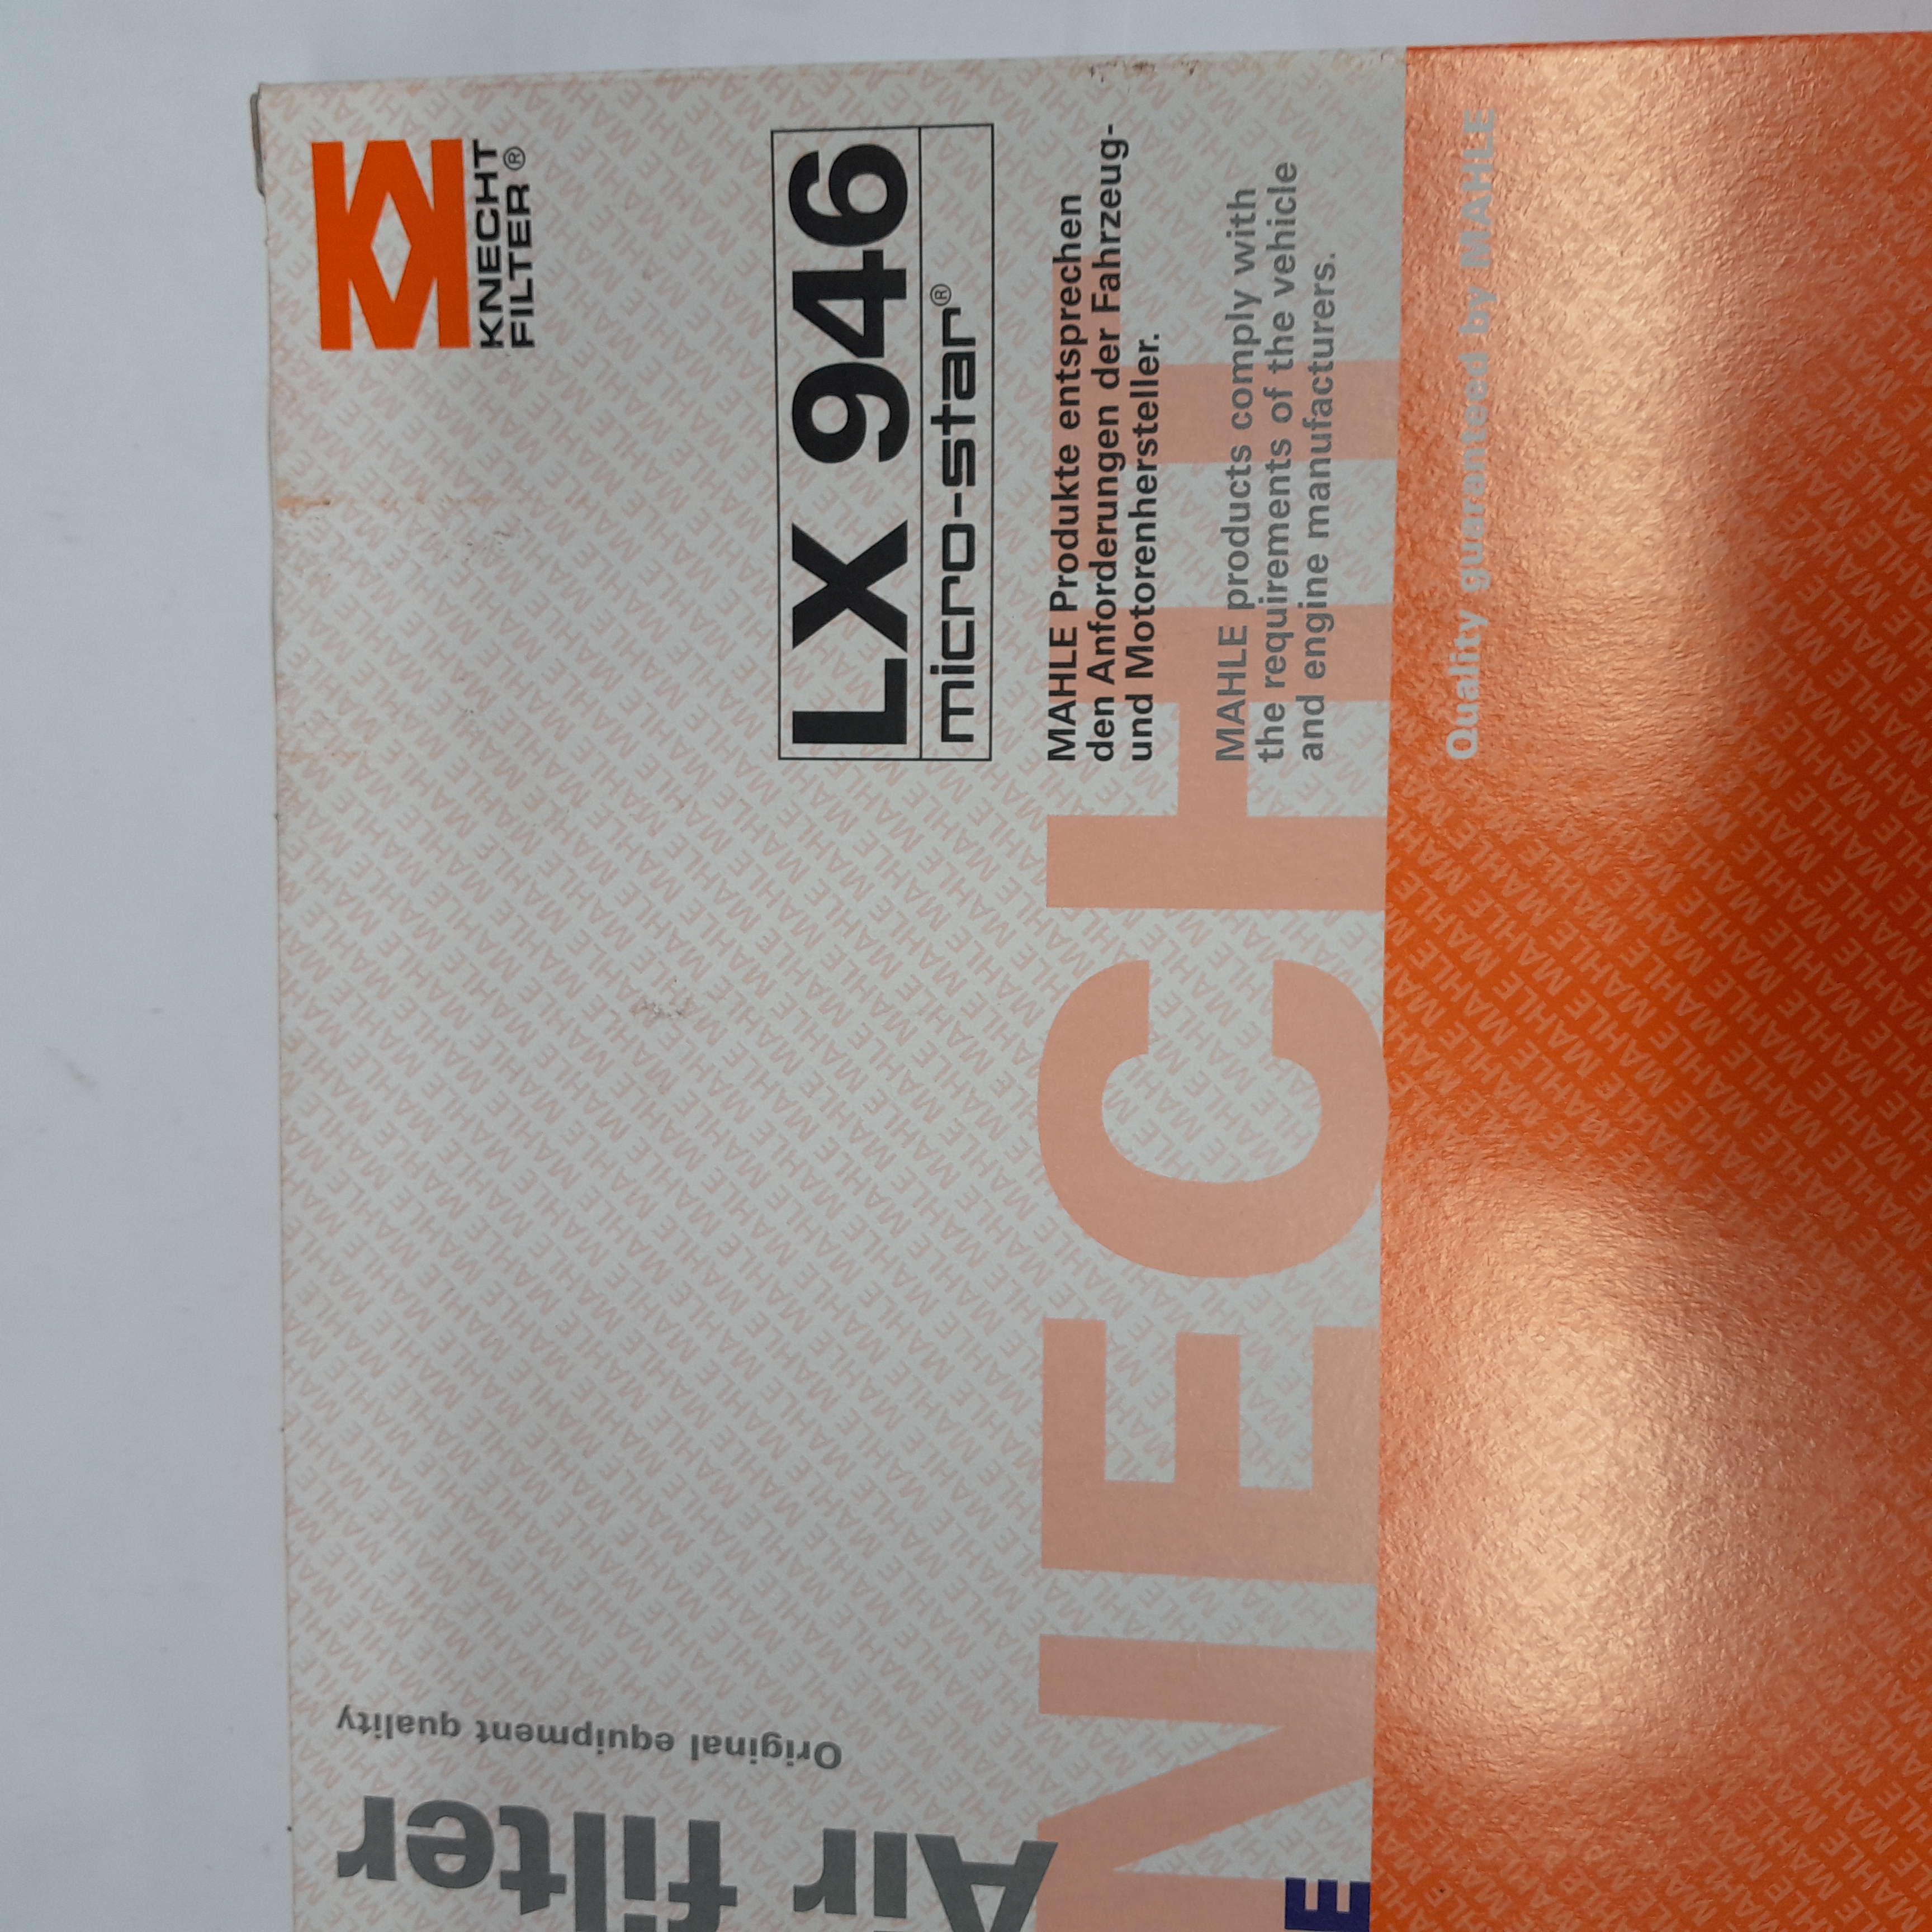 KNECHT
FILTER®
LX 946
micro-star®
MAHLE Produkte entsprechen
den Anforderungen der Fahrzeug-
und Motorenhersteller.
MAHLE products comply with
the requirements of the vehicle
and engine manufacturers.
Quality guaranteed by MAHLE
KNECHT
Air filter
Original equipment quality